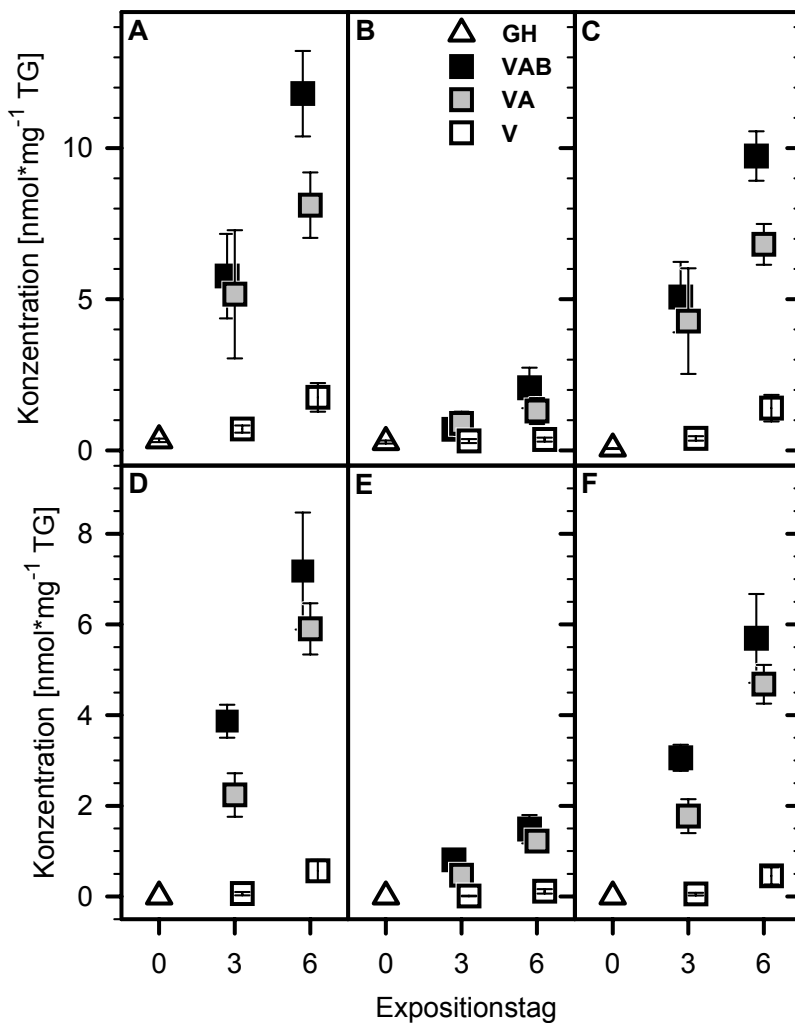 A
B
C
GH
VAB
VA
V
10
5
0
Konzentration [nmol*mg⁻¹ TG]
D
E
F
8
6
4
2
0
Konzentration [nmol*mg⁻¹ TG]
0 3 6 0 3 6 0 3 6
Expositionstag